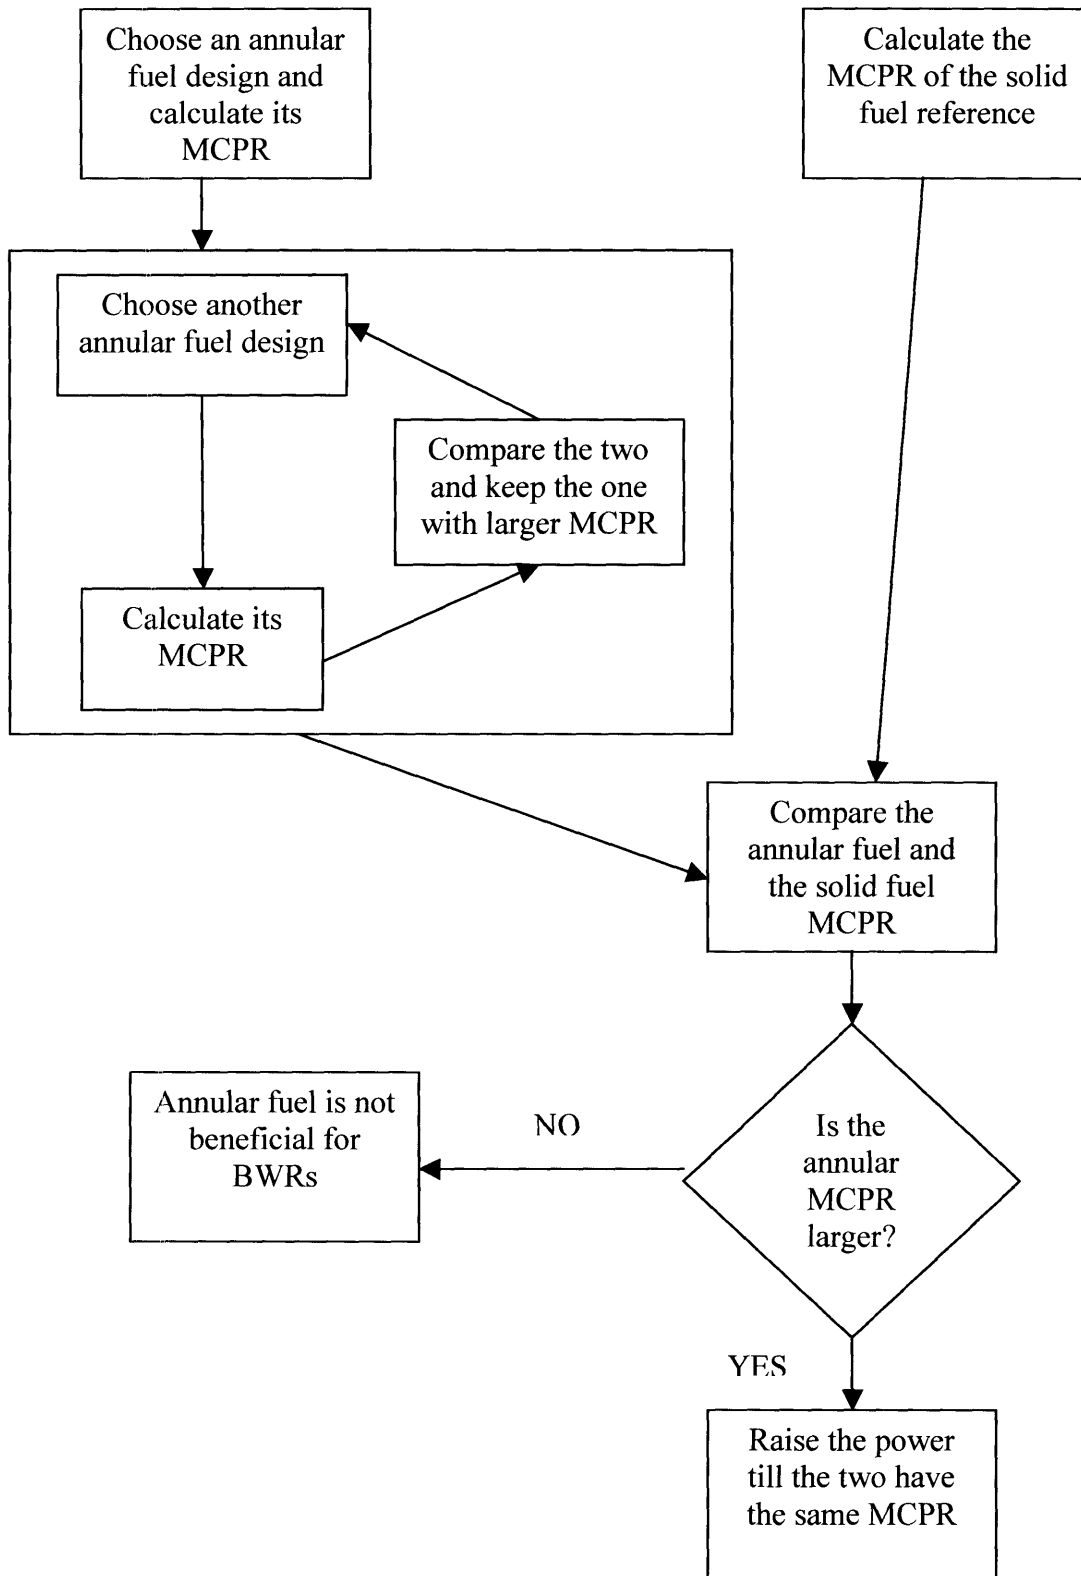 Choose an annular
fuel design and
calculate its
MCPR
Calculate the
MCPR of the solid
fuel reference
Choose another
annular fuel design
Compare the two
and keep the one
with larger MCPR
Calculate its
MCPR
Compare the
annular fuel and
the solid fuel
MCPR
Is the
annular
MCPR
larger?
NO
Annular fuel is not
beneficial for
BWRs
YES
Raise the power
till the two have
the same MCPR